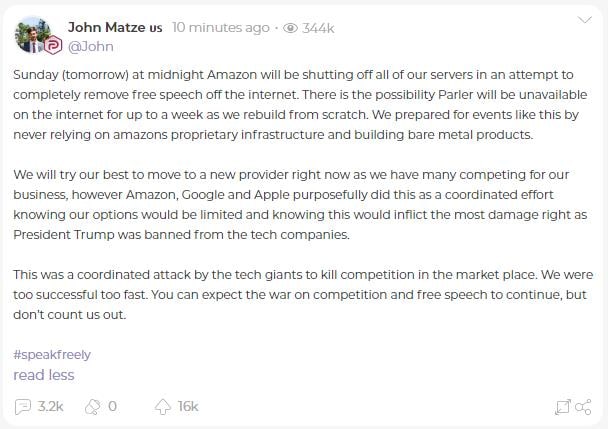 John Matze us 10 minutes ago · 344k
@John
Sunday (tomorrow) at midnight Amazon will be shutting off all of our servers in an attempt to
completely remove free speech off the internet. There is the possibility Parler will be unavailable
on the internet for up to a week as we rebuild from scratch. We prepared for events like this by
never relying on amazons proprietary infrastructure and building bare metal products.
We will try our best to move to a new provider right now as we have many competing for our
business, however Amazon, Google and Apple purposefully did this as a coordinated effort
knowing our options would be limited and knowing this would inflict the most damage right as
President Trump was banned from the tech companies.
This was a coordinated attack by the tech giants to kill competition in the market place. We were
too successful too fast. You can expect the war on competition and free speech to continue, but
don't count us out.
#speakfreely
read less
3.2k 0 16k